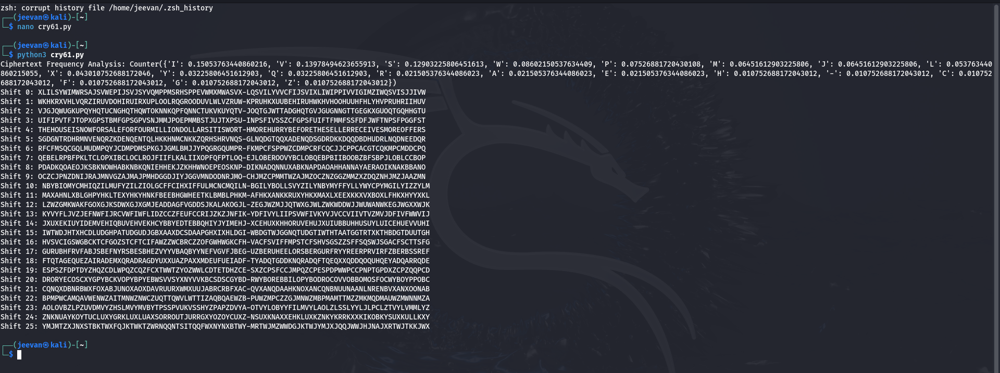 zsh: corrupt history file /home/jeevan/.zsh_history
┌──(jeevan㉿kali)-[~]
└─$ nano cry61.py
┌──(jeevan㉿kali)-[~]
└─$ python3 cry61.py
Ciphertext Frequency Analysis: Counter({'I': 0.15053763440860216, 'V': 0.13978494623655913, 'S': 0.12903225806451613, 'W': 0.08602150537634409, 'P': 0.07526881720430108, 'M': 0.06451612903225806, 'J': 0.06451612903225806, 'L': 0.053763440
860215055, 'X': 0.043010752688172046, 'Y': 0.03225806451612903, 'Q': 0.03225806451612903, 'R': 0.021505376344086023, 'A': 0.021505376344086023, 'E': 0.021505376344086023, 'H': 0.010752688172043012, '-': 0.010752688172043012, 'C': 0.010752
688172043012, 'F': 0.010752688172043012, 'G': 0.010752688172043012, 'Z': 0.010752688172043012})
Shift 0: XLILSYWIMWRSAJSVWEPIJSVJSYVQMPPMSRHSPPEVWMXMWASVX-LQSVILYVVCFIJSVIXLIWIPPIVVIGIMZIWQSVISJJIVW
Shift 1: WKHKRXVHLVQRZIRUVDOHIRUIRXUPLOOLRQGROODUVLWLVZRUW-KPRUHKXUUBEHIRUHWKHVHOOHUUHFHLYHVPRUHRIIHUV
Shift 2: VJGJQWUGKUPQYHQTUCNGHQTHQWTOKNNKQPFQNNCTUKVKUYQTV-JOQTGJWTTADGHQTGVJGUGNNGTTGEGKXGUOQTGQHHGTU
Shift 3: UIFIPVTFJTOPXGPSTBMFGPSGPVSNJMMJPOEPMMBSTJUJTXPSU-INPSFIVSSZCFGPSFUIFTFMMFSSFDFJWFTNPSFPGGFST
Shift 4: THEHOUSEISNOWFORSALEFORFOURMILLIONDOLLARSITISWORT-HMOREHURRYBEFORETHESELLERRECEIVESMOREOFFERS
Shift 5: SGDGNTRDHRMNVENQRZKDENQENTQLHKKHNMCNKKZQRHSHRVNQS-GLNQDGTQQXADENQDSGDRDKKDQQDBDHUDRLNQDNEEDQR
Shift 6: RFCFMSQCGQLMUDMPQYJCDMPDMSPKGJJGMLBMJJYPQGRGQUMPR-FKMPCFSPPWZCDMPCRFCQCJJCPPCACGTCQKMPCMDDCPQ
Shift 7: QEBELRPBFPKLTCLOPXIBCLOCLROJFIIFLKALIIXOPFQFPTLOQ-EJLOBEROOVYBCLOBQEBPBIIBOOBZBFSBPJLOBLCCBOP
Shift 8: PDADKQOAEOJKSBKNOWHABKNBKQNIEHHEKJZKHHWNOEPEOSKNP-DIKNADQNNUXABKNAPDAOAHHANNAYAERAOIKNAKBBANO
Shift 9: OCZCJPNZDNIJRAJMNVGZAJMAJPMHDGGDJIYJGGVMNDODNRJMO-CHJMZCPMMTWZAJMZOCZNZGGZMMZXZDQZNHJMZJAAZMN
Shift 10: NBYBIOMYCMHIQZILMUFYZILZIOLGCFFCIHXIFFULMCNCMQILN-BGILYBOLLSVYZILYNBYMYFFYLLYWYCPYMGILYIZZYLM
Shift 11: MAXAHNLXBLGHPYHKLTEXYHKYHNKFBEEBHGWHEETKLBMBLPHKM-AFHKXANKKRUXYHKXMAXLXEEXKKXVXBOXLFHKXHYYXKL
Shift 12: LZWZGMKWAKFGOXGJKSDWXGJXGMJEADDAGFVGDDSJKALAKOGJL-ZEGJWZMJJQTWXGJWLZWKWDDWJJWUWANWKEGJWGXXWJK
Shift 13: KYVYFLJVZJEFNWFIJRCVWFIWFLIDZCCZFEUFCCRIJZKZJNFIK-YDFIVYLIIPSVWFIVKYVJVCCVIIVTVZMVJDFIVFWWVIJ
Shift 14: JXUXEKIUYIDEMVEHIQBUVEHVEKHCYBBYEDTEBBQHIYJYIMEHJ-XCEHUXKHHORUVEHUJXUIUBBUHHUSUYLUICEHUEVVUHI
Shift 15: IWTWDJHTXHCDLUDGHPATUDGUDJGBXAAXDCSDAAPGHXIXHLDGI-WBDGTWJGGNQTUDGTIWTHTAATGGTRTXKTHBDGTDUUTGH
Shift 16: HVSVCIGSWGBCKTCFGOZSTCFTCIFAWZZWCBRCZZOFGWHWGKCFH-VACFSVIFFMPSTCFSHVSGSZZSFFSQSWJSGACFSCTTSFG
Shift 17: GURUBHFRVFABJSBEFNYRSBESBHEZVYYVBAQBYYNEFVGVFJBEG-UZBERUHEELORSBERGURFRYYREERPRVIRFZBERBSSREF
Shift 18: FTQTAGEQUEZAIRADEMXQRADRAGDYUXXUAZPAXXMDEUFUEIADF-TYADQTGDDKNQRADQFTQEQXXQDDQOQUHQEYADQARRQDE
Shift 19: ESPSZFDPTDYZHQZCDLWPQZCQZFCXTWWTZYOZWWLCDTETDHZCE-SXZCPSFCCJMPQZCPESPDPWWPCCPNPTGPDXZCPZQQPCD
Shift 20: DRORYECOSCXYGPYBCKVOPYBPYEBWSVVSYXNYVVKBCSDSCGYBD-RWYBOREBBILOPYBODROCOVVOBBOMOSFOCWYBOYPPOBC
Shift 21: CQNQXDBNRBWXFOXABJUNOXAOXDAVRUURXWMXUUJABRCRBFXAC-QVXANQDAAHKNOXANCQNBNUUNAANLNRENBVXANXOONAB
Shift 22: BPMPWCAMQAVWENWZAITMNWZNWCZUQTTQWVLWTTIZAQBQAEWZB-PUWZMPCZZGJMNWZMBPMAMTTMZZMKMQDMAUWZMWNNMZA
Shift 23: AOLOVBZLPZUVDMVYZHSLMVYMVBYTPSSPVUKVSSHYZPAPZDVYA-OTVYLOBYYFILMVYLAOLZLSSLYYLJLPCLZTVYLVMMLYZ
Shift 24: ZNKNUAYKOYTUCLUXYGRKLUXLUAXSORROUTJURRGXYOZOYCUXZ-NSUXKNAXXEHKLUXKZNKYKRRKXXKIKOBKYSUXKULLKXY
Shift 25: YMJMTZXJNXSTBKTWXFQJKTWKTZWRNQQNTSITQQFWXNYNXBTWY-MRTWJMZWWDGJKTWJYMJXJQQJWWJHJNAJXRTWJTKKJWX
┌──(jeevan㉿kali)-[~]
└─$